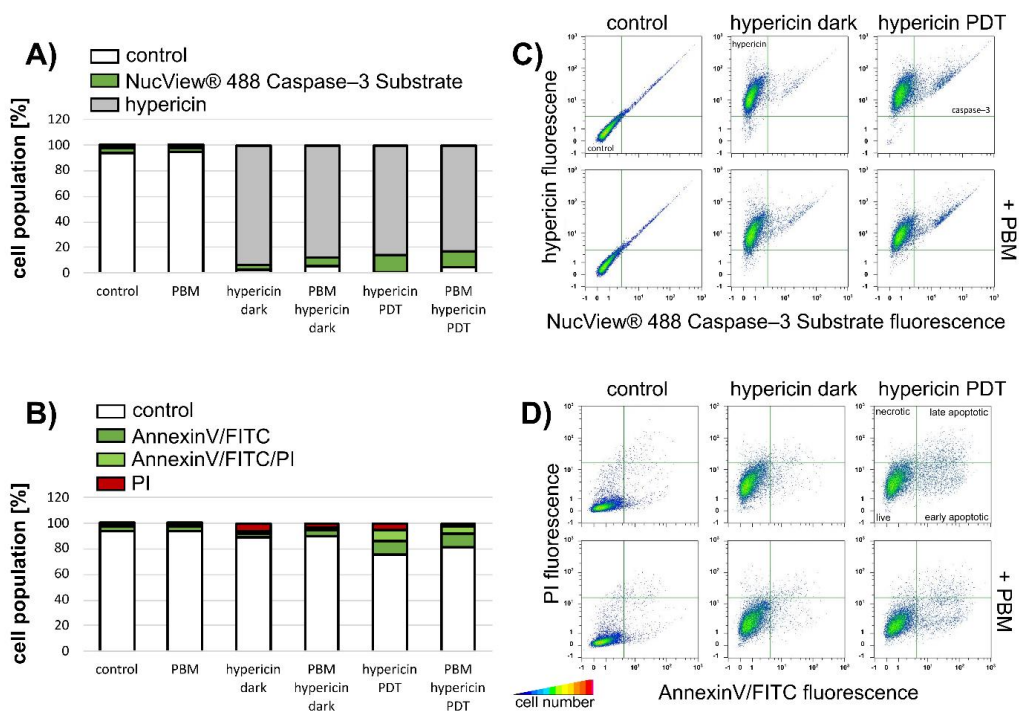 A)
control
NucView® 488 Caspase–3 Substrate
hypericin
cell population [%]
120
100
80
60
40
20
0
control
PBM
hypericin
dark
PBM
hypericin
dark
hypericin
PDT
PBM
hypericin
PDT
B)
control
AnnexinV/FITC
AnnexinV/FITC/PI
PI
cell population [%]
120
100
80
60
40
20
0
control
PBM
hypericin
dark
PBM
hypericin
dark
hypericin
PDT
PBM
hypericin
PDT
C)
control
hypericin dark
hypericin PDT
hypericin fluorescene
hypericin
control
caspase–3
+ PBM
NucView® 488 Caspase–3 Substrate fluorescence
D)
control
hypericin dark
hypericin PDT
PI fluorescence
necrotic
late apoptotic
live
early apoptotic
+ PBM
cell number
AnnexinV/FITC fluorescence